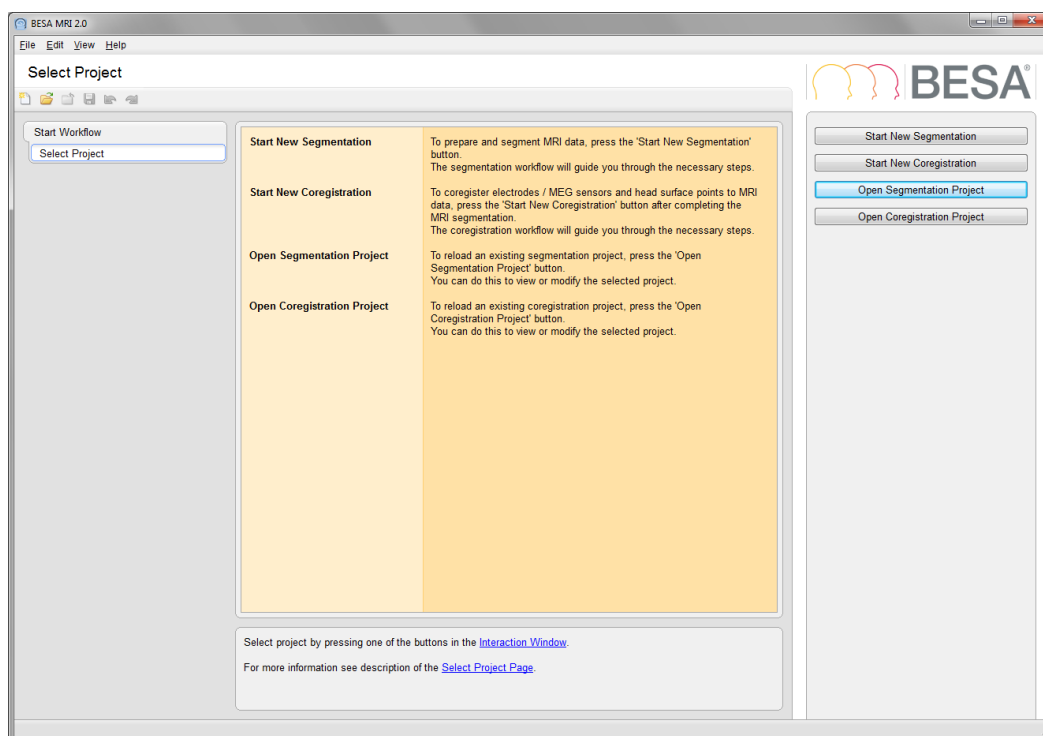 BESA MRI 2.0
File Edit View Help
Select Project
BESA®
Start Workflow
Select Project
Start New Segmentation
To prepare and segment MRI data, press the 'Start New Segmentation'
button.
The segmentation workflow will guide you through the necessary steps.
Start New Coregistration
To coregister electrodes / MEG sensors and head surface points to MRI
data, press the 'Start New Coregistration' button after completing the
MRI segmentation.
The coregistration workflow will guide you through the necessary steps.
Open Segmentation Project
To reload an existing segmentation project, press the 'Open
Segmentation Project' button.
You can do this to view or modify the selected project.
Open Coregistration Project
To reload an existing coregistration project, press the 'Open
Coregistration Project' button.
You can do this to view or modify the selected project.
Start New Segmentation
Start New Coregistration
Open Segmentation Project
Open Coregistration Project
Select project by pressing one of the buttons in the Interaction Window.
For more information see description of the Select Project Page.